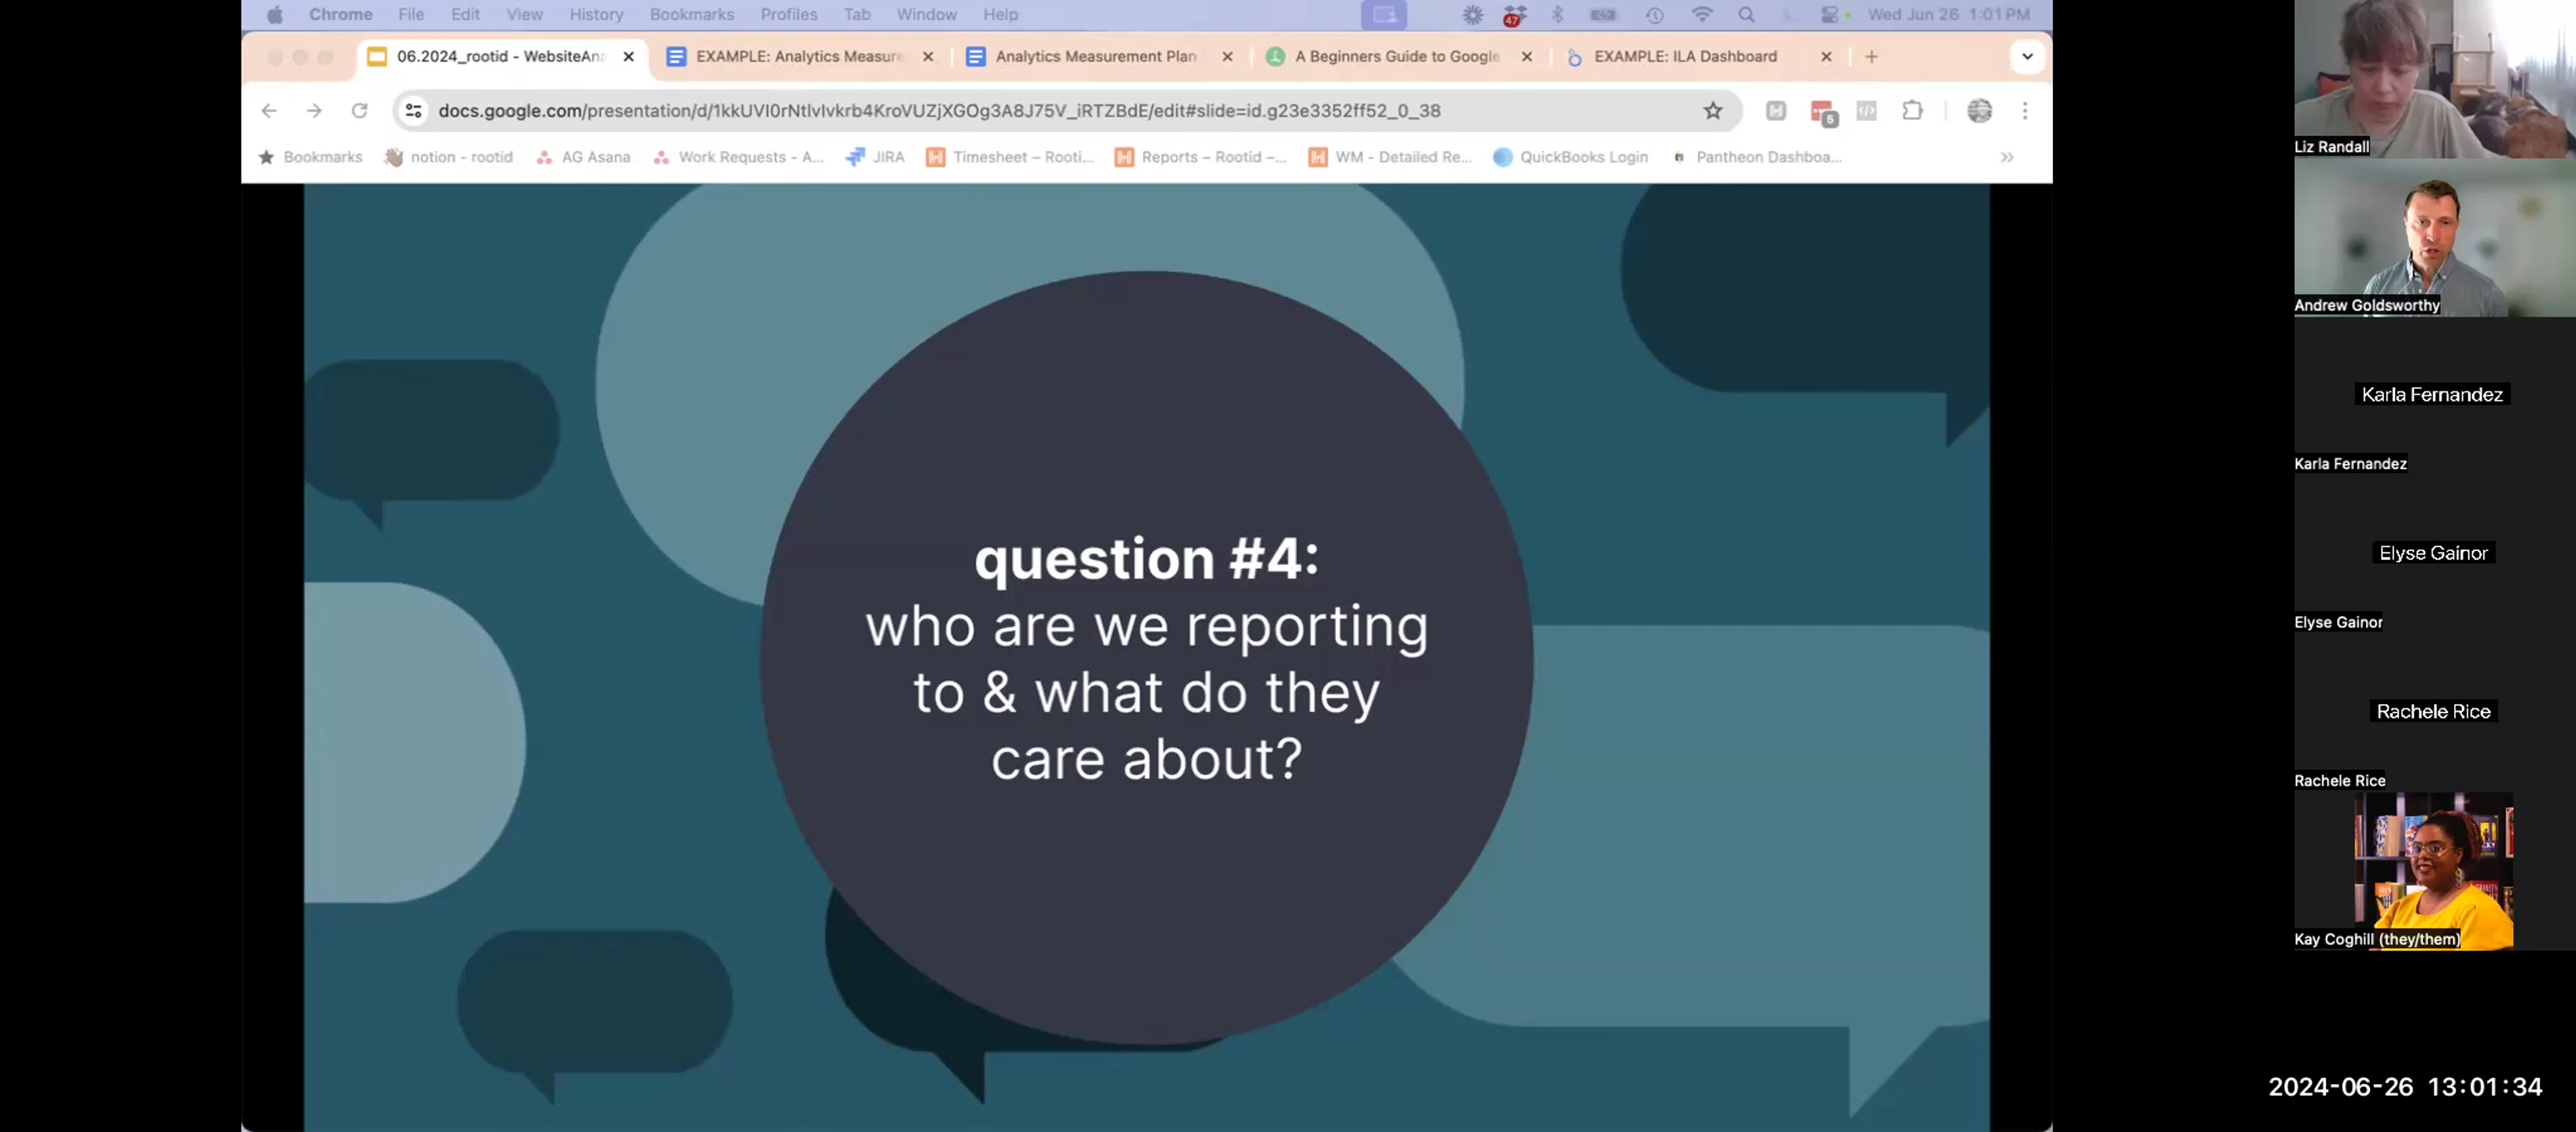 Chrome File Edit View History Bookmarks Profiles Tab Window Help 47 Wed Jun 26 1:01 PM
06.2024_rootid - WebsiteAna EXAMPLE: Analytics Measure Analytics Measurement Plan A Beginners Guide to Google EXAMPLE: ILA Dashboard
docs.google.com/presentation/d/1kkUVI0rNtlvIvkrb4KroVUZjXGOg3A8J75V_iRTZBdE/edit#slide=id.g23e3352ff52_0_38 5
Bookmarks notion - rootid AG Asana Work Requests - A... JIRA Timesheet – Rooti... Reports – Rootid –... WM - Detailed Re... QuickBooks Login Pantheon Dashboa...
question #4:
who are we reporting
to & what do they
care about?
Liz Randall
Andrew Goldsworthy
Karla Fernandez
Karla Fernandez
Elyse Gainor
Elyse Gainor
Rachele Rice
Rachele Rice
Kay Coghill (they/them)
2024-06-26 13:01:34